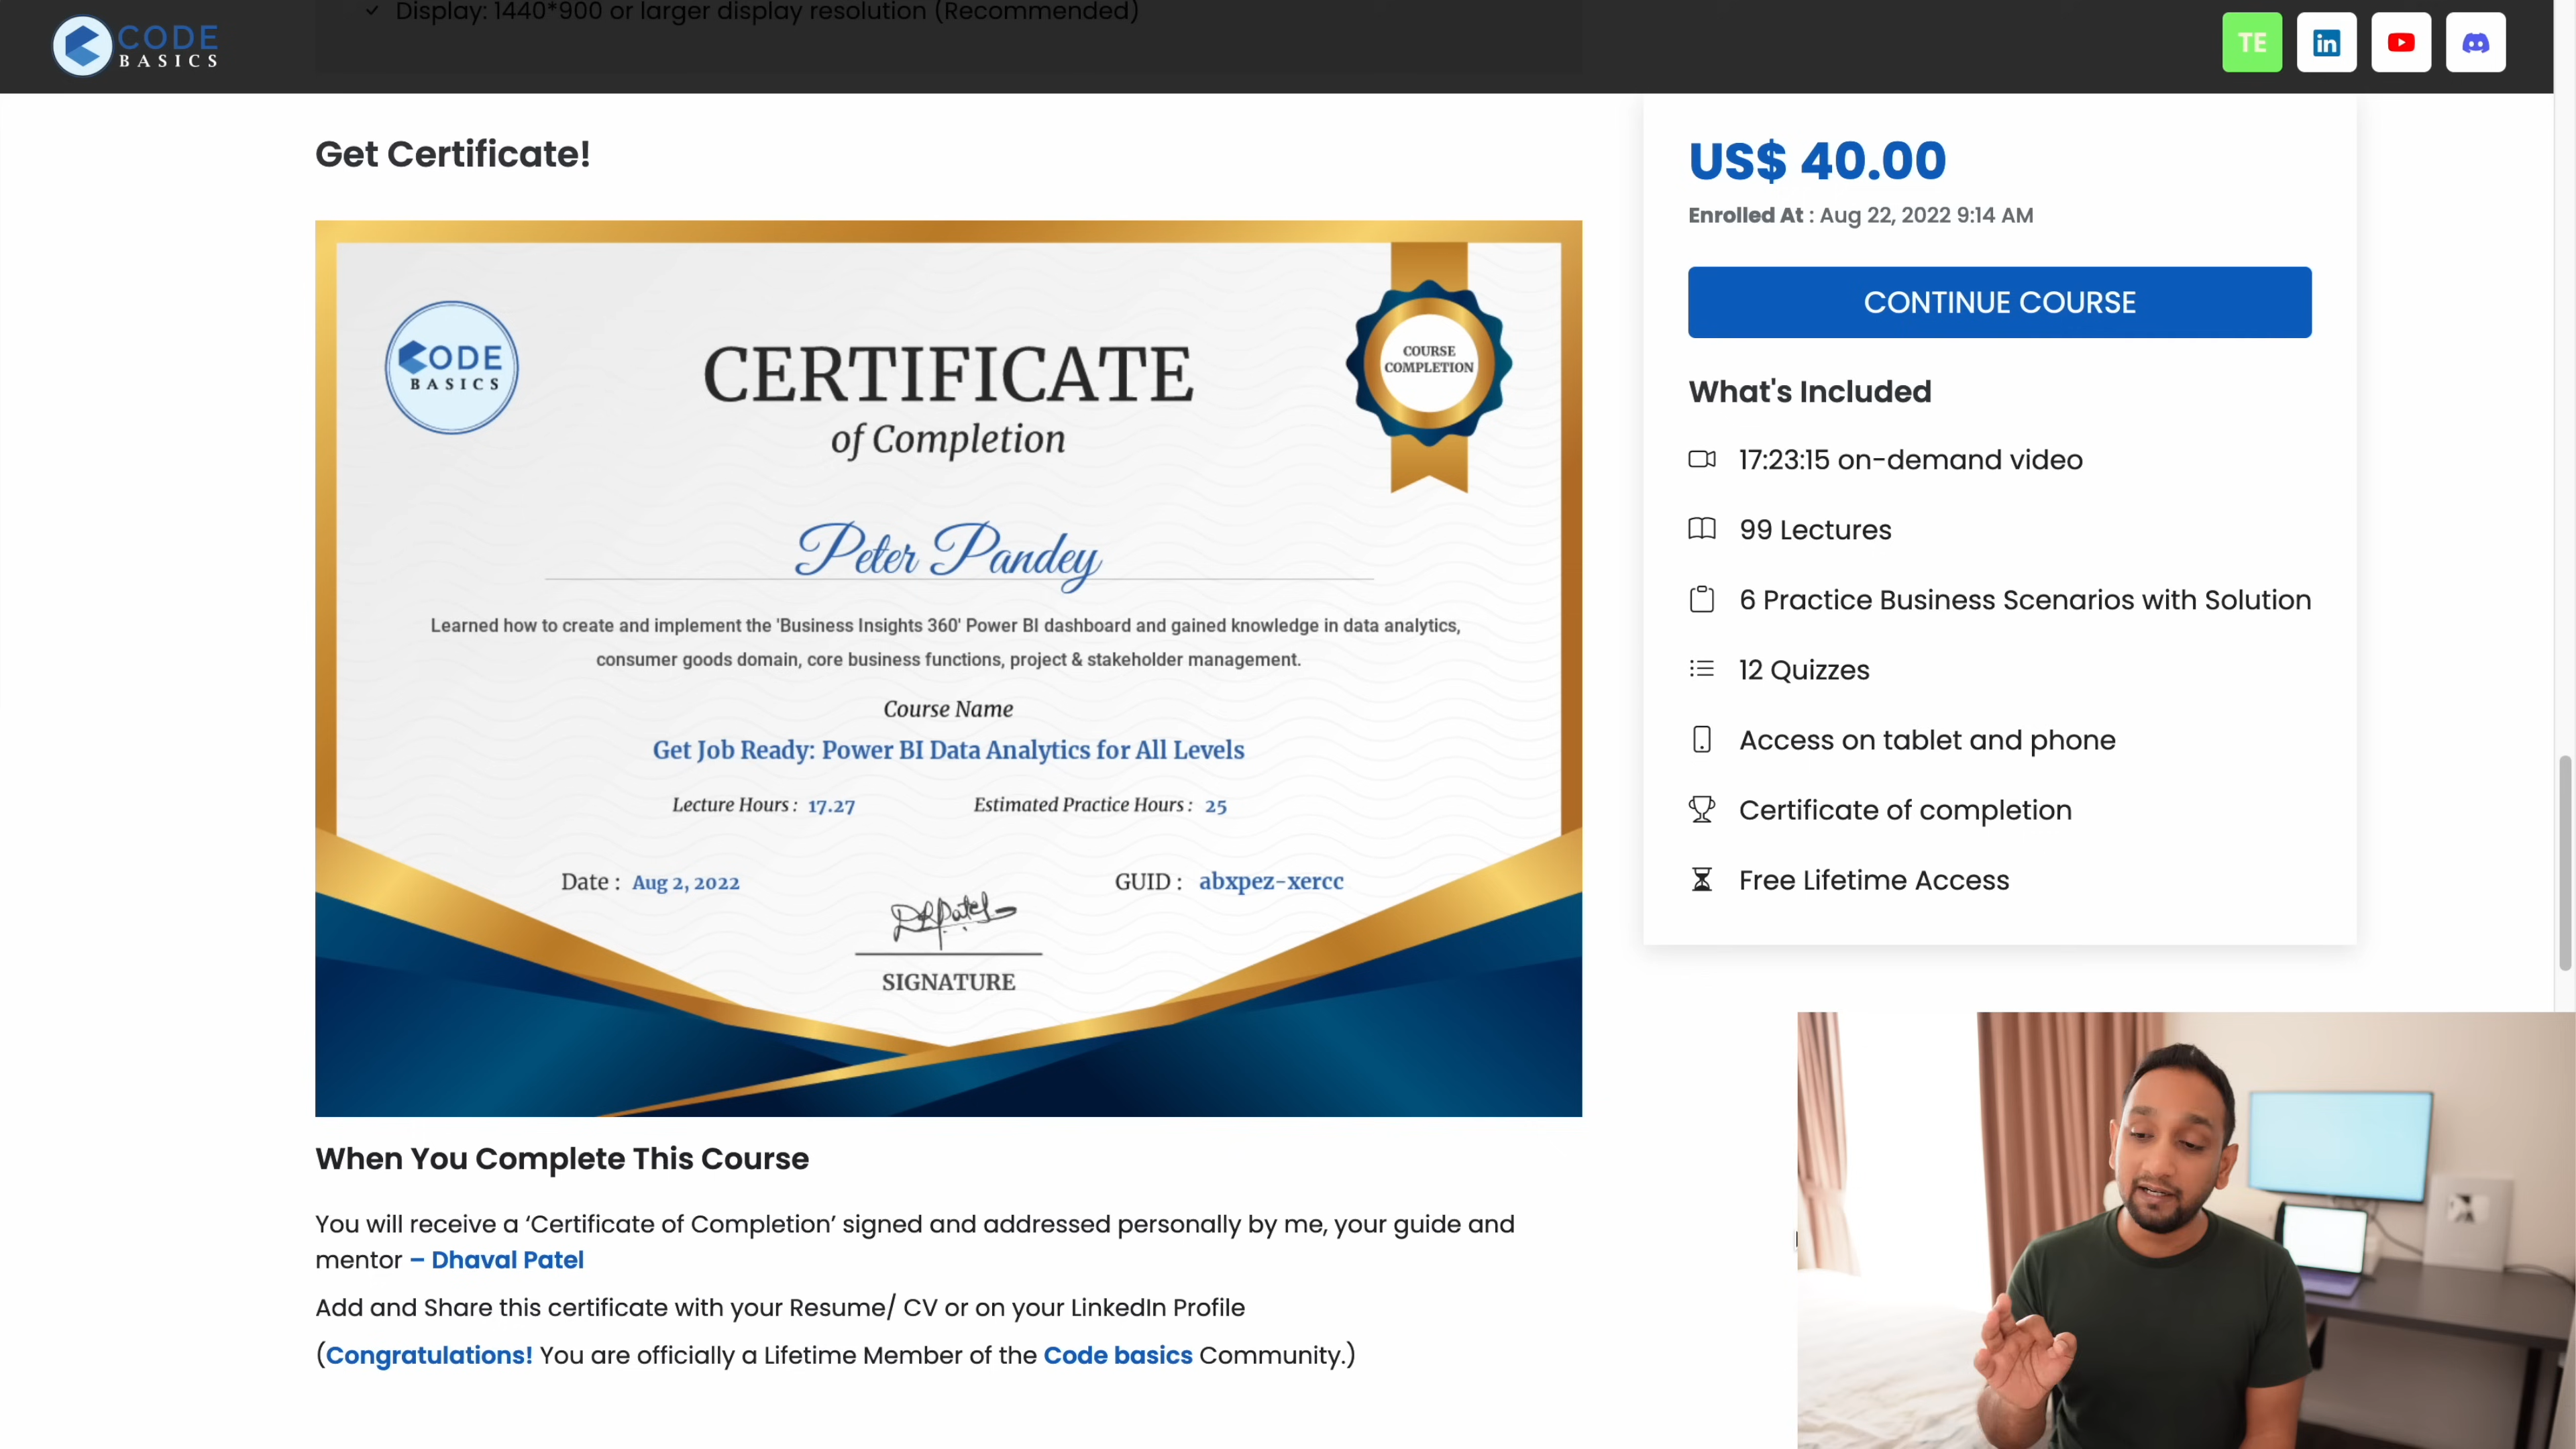 Display: 1440*900 or larger display resolution (Recommended)
CODE
BASICS
TE
in
Get Certificate!
CODE
BASICS
CERTIFICATE
of Completion
COURSE
COMPLETION
Peter Pandey
Learned how to create and implement the 'Business Insights 360' Power BI dashboard and gained knowledge in data analytics,
consumer goods domain, core business functions, project & stakeholder management.
Course Name
Get Job Ready: Power BI Data Analytics for All Levels
Lecture Hours : 17.27 Estimated Practice Hours : 25
Date : Aug 2, 2022 GUID : abxpez-xercc
SIGNATURE
When You Complete This Course
You will receive a ‘Certificate of Completion’ signed and addressed personally by me, your guide and
mentor – Dhaval Patel
Add and Share this certificate with your Resume/ CV or on your LinkedIn Profile
(Congratulations! You are officially a Lifetime Member of the Code basics Community.)
US$ 40.00
Enrolled At : Aug 22, 2022 9:14 AM
CONTINUE COURSE
What's Included
17:23:15 on-demand video
99 Lectures
6 Practice Business Scenarios with Solution
12 Quizzes
Access on tablet and phone
Certificate of completion
Free Lifetime Access